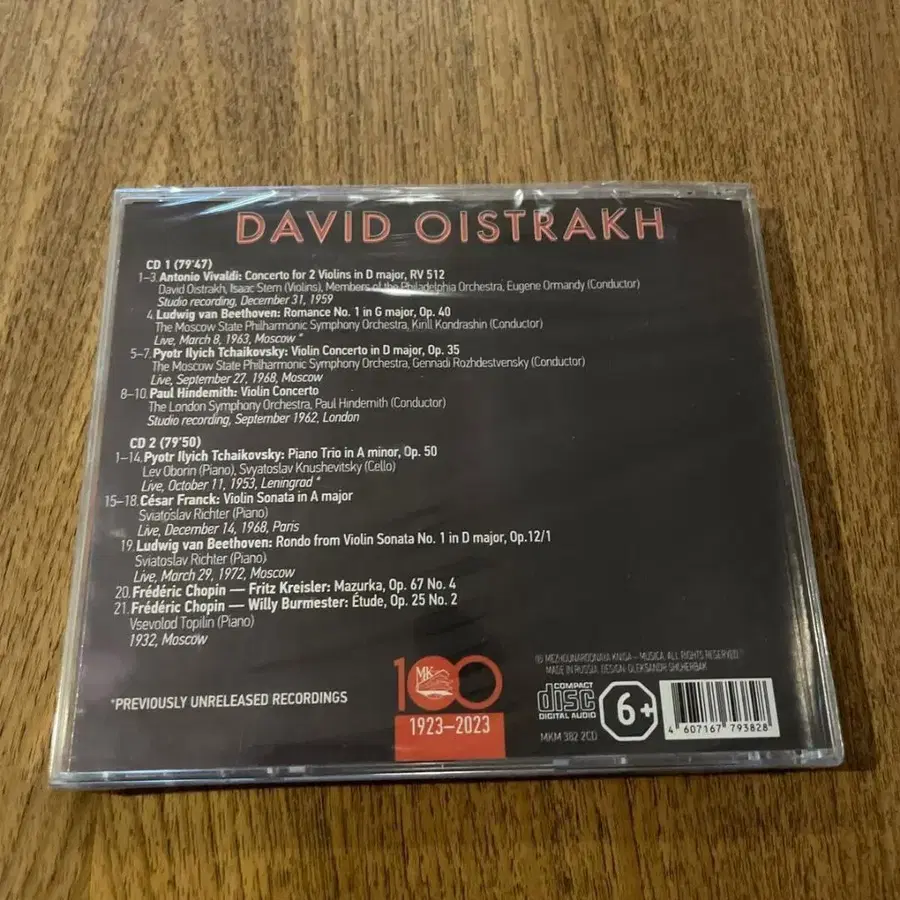 DAVID OISTRAKH
CD 1 (79'47)
1–3. Antonio Vivaldi: Concerto for 2 Violins in D major, RV 512
David Oistrakh, Isaac Stern (Violins), Members of the Philadelphia Orchestra, Eugene Ormandy (Conductor)
Studio recording, December 31, 1959
4. Ludwig van Beethoven: Romance No. 1 in G major, Op. 40
The Moscow State Philharmonic Symphony Orchestra, Kirill Kondrashin (Conductor)
Live, March 8, 1963, Moscow *
5–7. Pyotr Ilyich Tchaikovsky: Violin Concerto in D major, Op. 35
The Moscow State Philharmonic Symphony Orchestra, Gennadi Rozhdestvensky (Conductor)
Live, September 27, 1968, Moscow
8–10. Paul Hindemith: Violin Concerto
The London Symphony Orchestra, Paul Hindemith (Conductor)
Studio recording, September 1962, London
CD 2 (79'50)
1–14. Pyotr Ilyich Tchaikovsky: Piano Trio in A minor, Op. 50
Lev Oborin (Piano), Svyatoslav Knushevitsky (Cello)
Live, October 11, 1953, Leningrad *
15–18. César Franck: Violin Sonata in A major
Sviatoslav Richter (Piano)
Live, December 14, 1968, Paris
19. Ludwig van Beethoven: Rondo from Violin Sonata No. 1 in D major, Op.12/1
Sviatoslav Richter (Piano)
Live, March 29, 1972, Moscow
20. Frédéric Chopin — Fritz Kreisler: Mazurka, Op. 67 No. 4
21. Frédéric Chopin — Willy Burmester: Étude, Op. 25 No. 2
Vsevolod Topilin (Piano)
1932, Moscow
*PREVIOUSLY UNRELEASED RECORDINGS
100
MK
1923–2023
℗ MEZHDUNARODNAYA KNIGA – MUSICA. ALL RIGHTS RESERVED.
MADE IN RUSSIA. DESIGN: OLEKSANDR SHCHERBAK
COMPACT
disc
DIGITAL AUDIO
MKM 382 2CD
6+
4 607167 793828